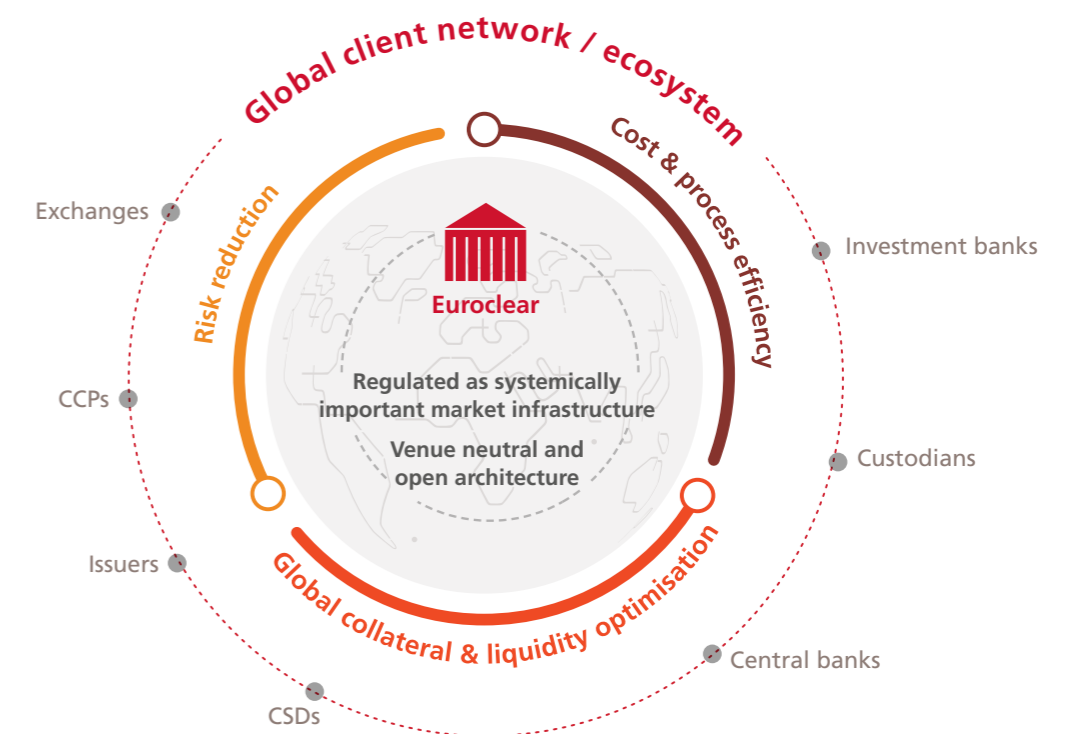 Global client network / ecosystem
Cost & process efficiency
Risk reduction
Exchanges
Investment banks
Euroclear
Regulated as systemically
important market infrastructure
CCPs
Venue neutral and
open architecture
Custodians
Issuers
Global collateral & liquidity optimisation
Central banks
CSDs